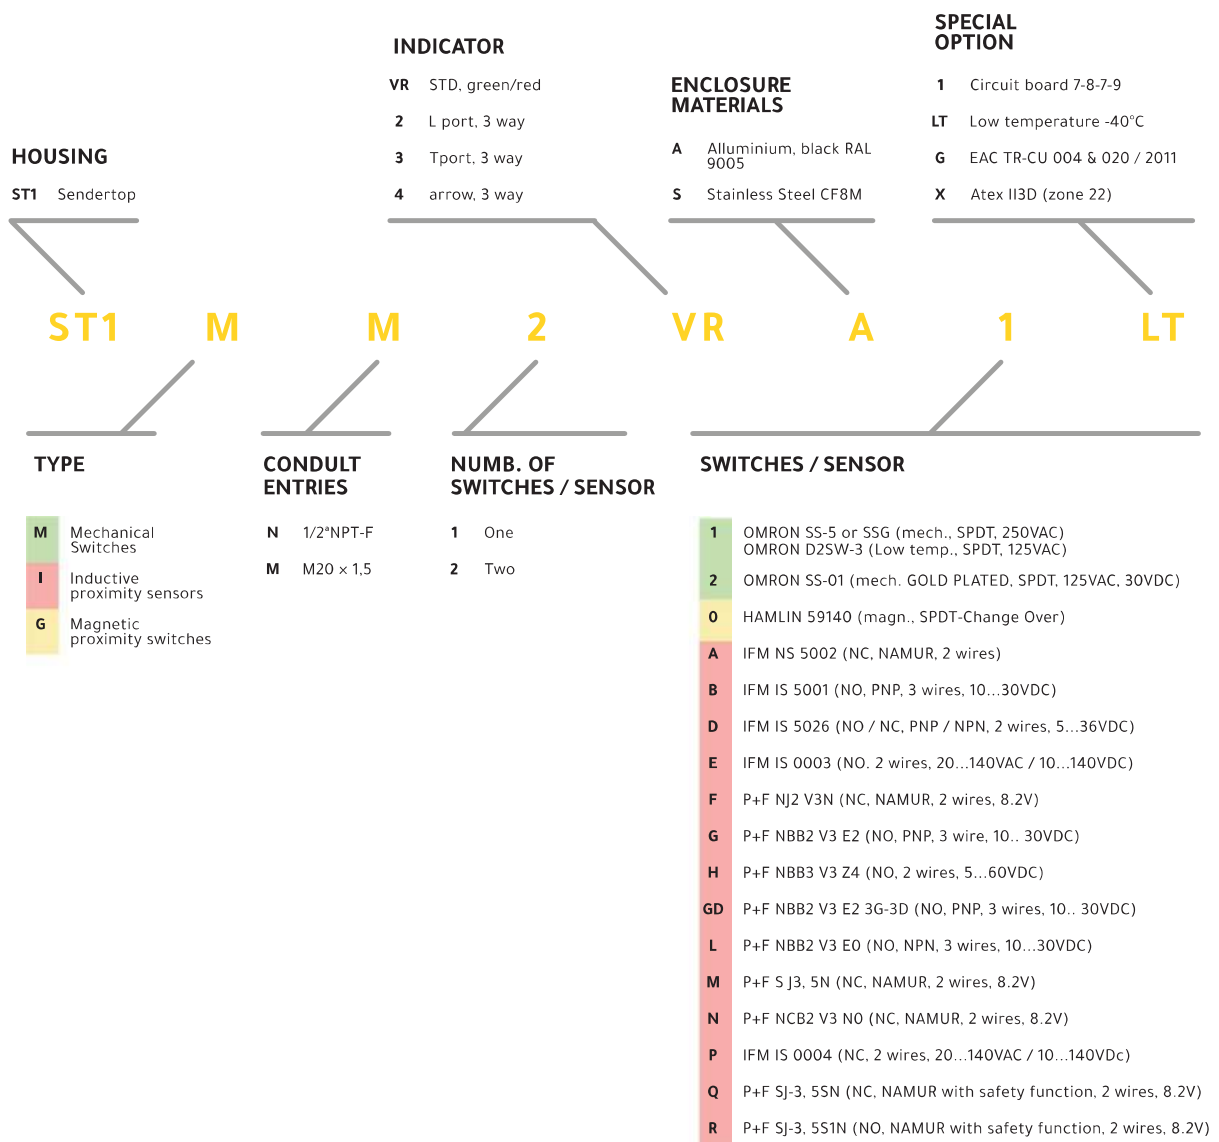 HOUSING
ST1 Sendertop
INDICATOR
VR STD, green/red
2 L port, 3 way
3 Tport, 3 way
4 arrow, 3 way
ENCLOSURE
MATERIALS
A Alluminium, black RAL
9005
S Stainless Steel CF8M
SPECIAL
OPTION
1 Circuit board 7-8-7-9
LT Low temperature -40°C
G EAC TR-CU 004 & 020 / 2011
X Atex II3D (zone 22)
ST1 M M 2 VR A 1 LT
TYPE
M Mechanical
Switches
I Inductive
proximity sensors
G Magnetic
proximity switches
CONDULT
ENTRIES
N 1/2ªNPT-F
M M20 × 1,5
NUMB. OF
SWITCHES / SENSOR
1 One
2 Two
SWITCHES / SENSOR
1 OMRON SS-5 or SSG (mech., SPDT, 250VAC)
OMRON D2SW-3 (Low temp., SPDT, 125VAC)
2 OMRON SS-01 (mech. GOLD PLATED, SPDT, 125VAC, 30VDC)
0 HAMLIN 59140 (magn., SPDT-Change Over)
A IFM NS 5002 (NC, NAMUR, 2 wires)
B IFM IS 5001 (NO, PNP, 3 wires, 10...30VDC)
D IFM IS 5026 (NO / NC, PNP / NPN, 2 wires, 5...36VDC)
E IFM IS 0003 (NO. 2 wires, 20...140VAC / 10...140VDC)
F P+F NJ2 V3N (NC, NAMUR, 2 wires, 8.2V)
G P+F NBB2 V3 E2 (NO, PNP, 3 wire, 10.. 30VDC)
H P+F NBB3 V3 Z4 (NO, 2 wires, 5...60VDC)
GD P+F NBB2 V3 E2 3G-3D (NO, PNP, 3 wires, 10.. 30VDC)
L P+F NBB2 V3 E0 (NO, NPN, 3 wires, 10...30VDC)
M P+F S J3, 5N (NC, NAMUR, 2 wires, 8.2V)
N P+F NCB2 V3 N0 (NC, NAMUR, 2 wires, 8.2V)
P IFM IS 0004 (NC, 2 wires, 20...140VAC / 10...140VDc)
Q P+F SJ-3, 5SN (NC, NAMUR with safety function, 2 wires, 8.2V)
R P+F SJ-3, 5S1N (NO, NAMUR with safety function, 2 wires, 8.2V)